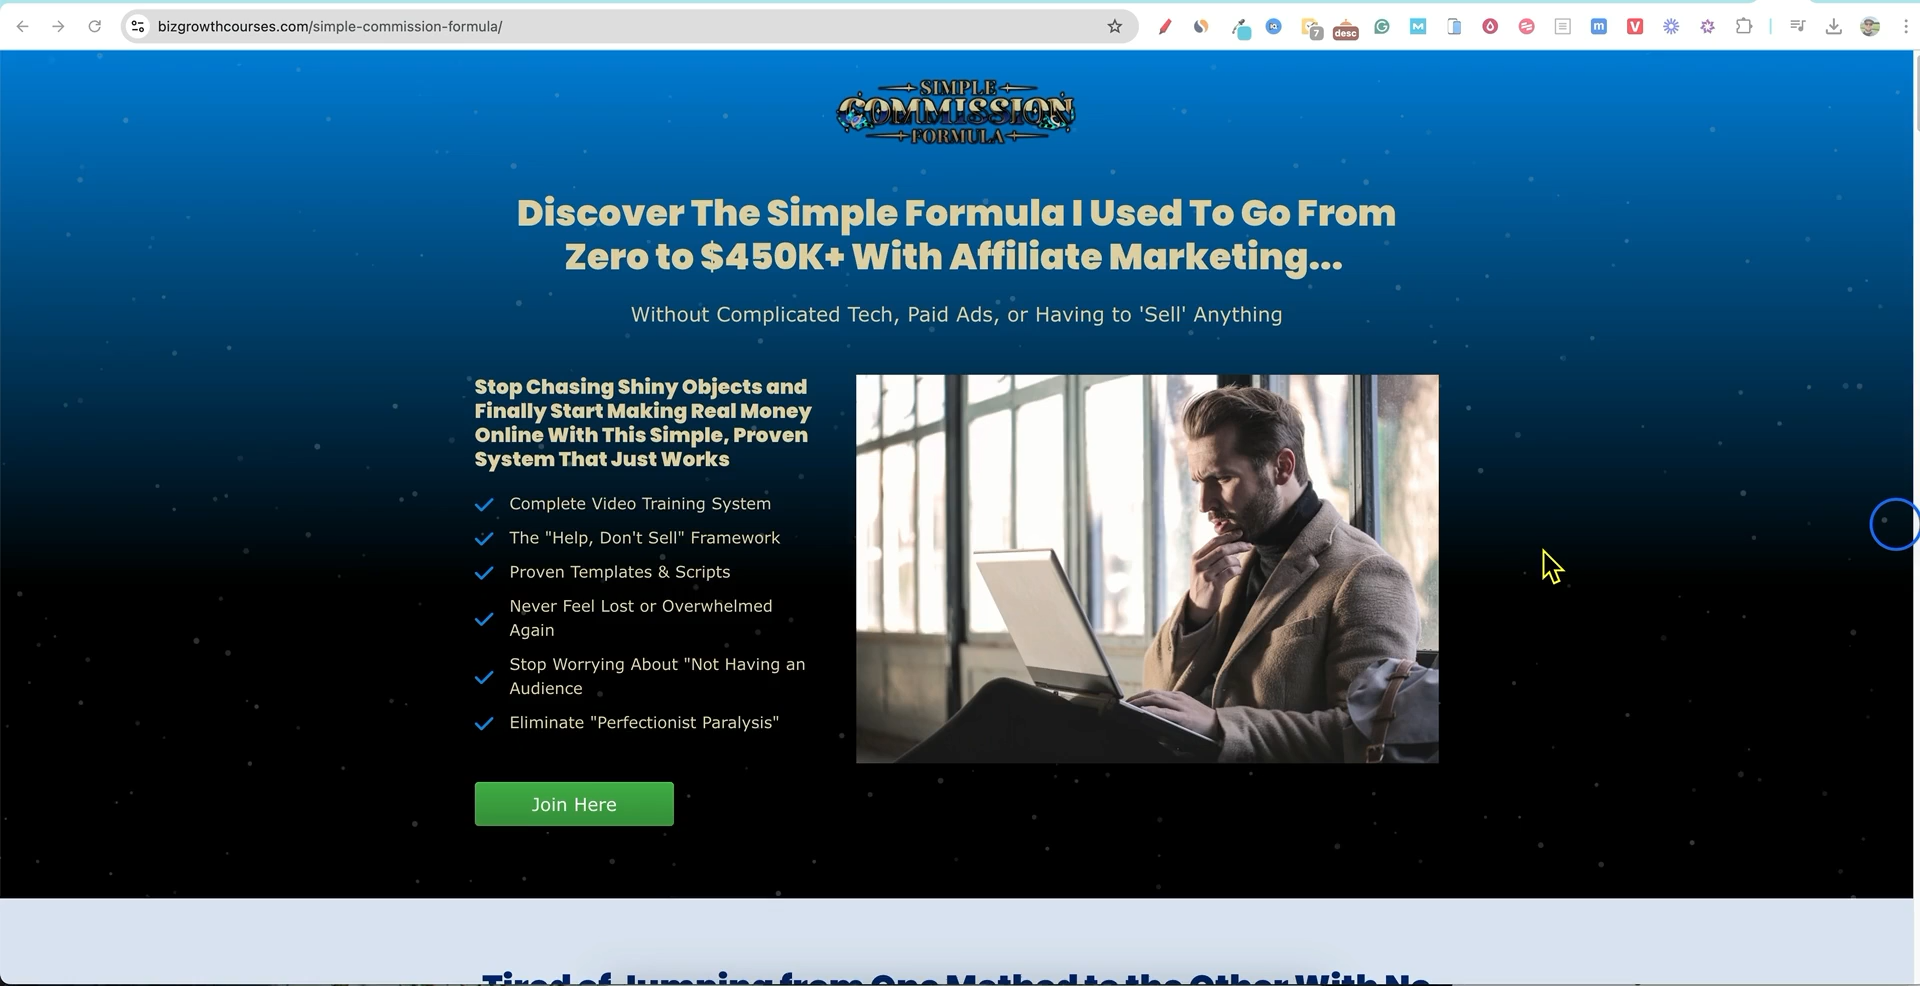 bizgrowthcourses.com/simple-commission-formula/
7
desc
SIMPLE
COMMISSION
FORMULA
Discover The Simple Formula I Used To Go From
Zero to $450K+ With Affiliate Marketing...
Without Complicated Tech, Paid Ads, or Having to 'Sell' Anything
Stop Chasing Shiny Objects and
Finally Start Making Real Money
Online With This Simple, Proven
System That Just Works
Complete Video Training System
The "Help, Don't Sell" Framework
Proven Templates & Scripts
Never Feel Lost or Overwhelmed
Again
Stop Worrying About "Not Having an
Audience
Eliminate "Perfectionist Paralysis"
Join Here
Tired of Jumping from One Method to the Other With No